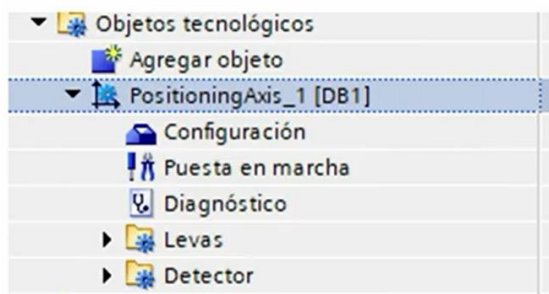 Objetos tecnológicos
Agregar objeto
PositioningAxis_1 [DB1]
Configuración
Puesta en marcha
Diagnóstico
Levas
Detector